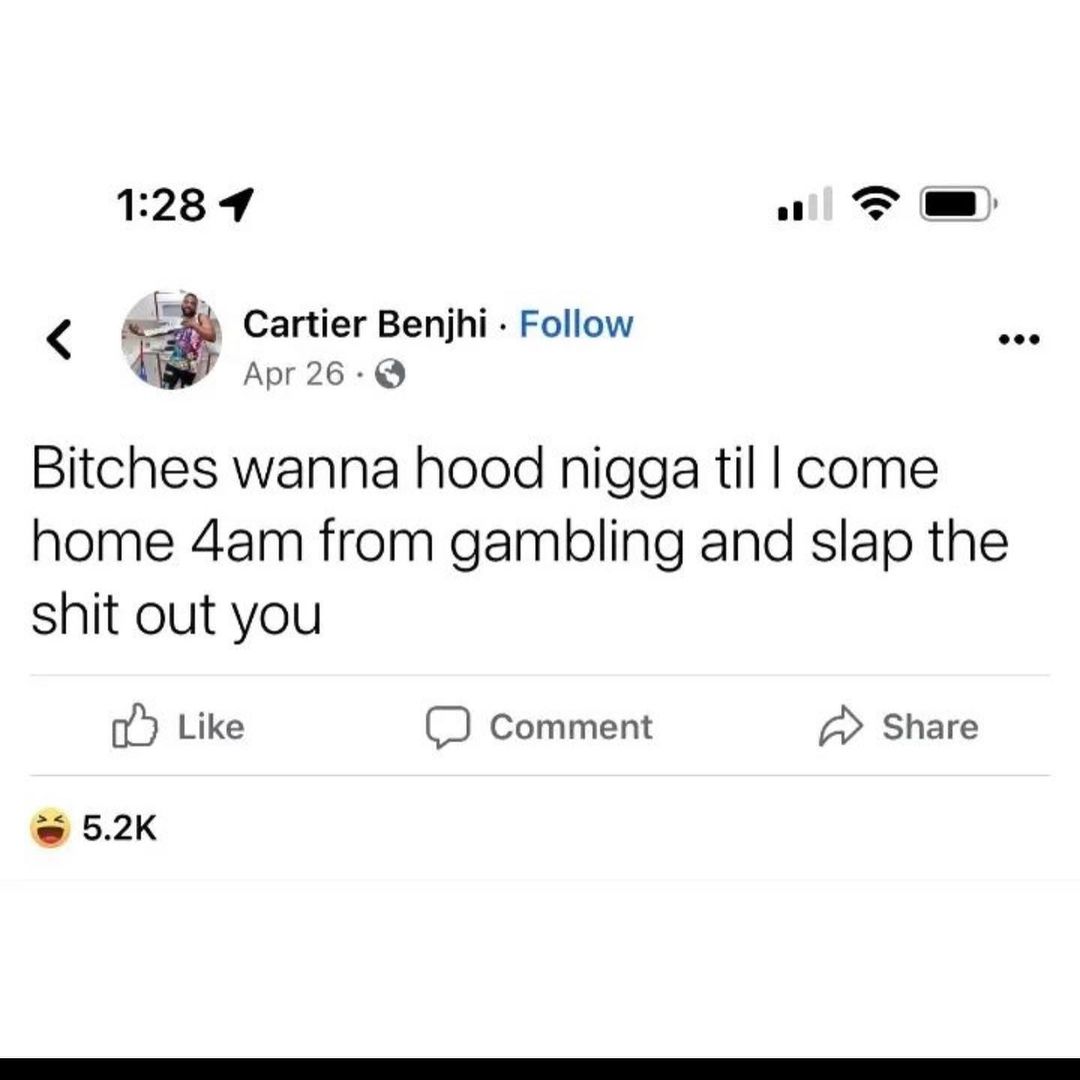 1:28
Cartier Benjhi · Follow
Apr 26 ·
Bitches wanna hood nigga til I come
home 4am from gambling and slap the
shit out you
Like Comment Share
5.2K